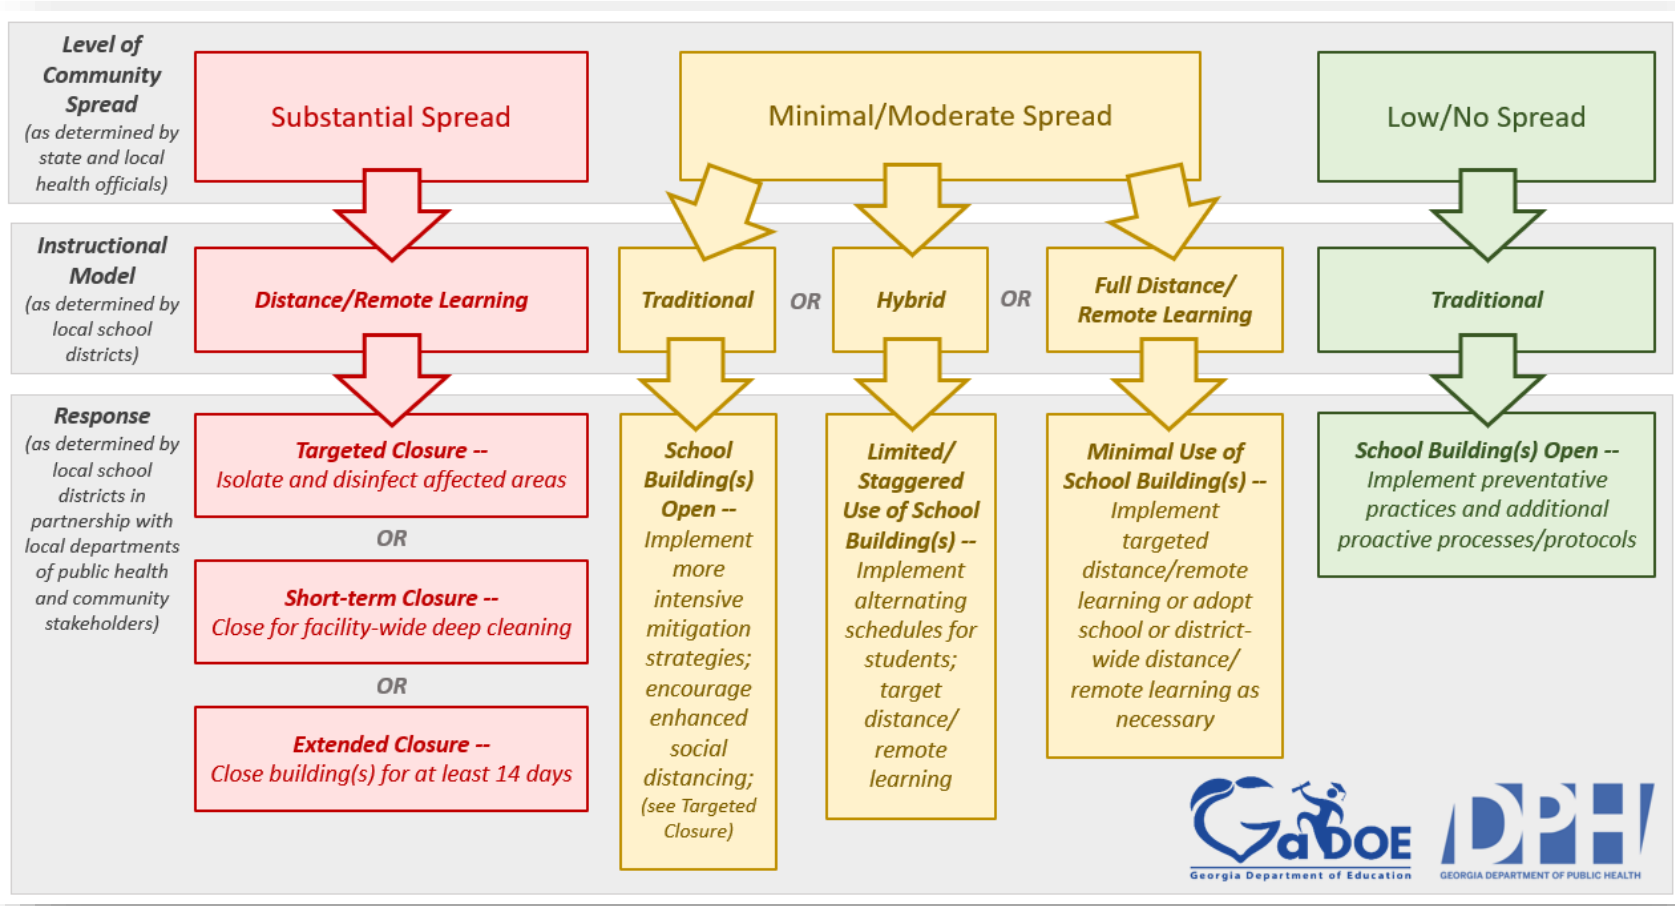 Level of
Community
Spread
(as determined by
state and local
health officials)
Substantial Spread
Minimal/Moderate Spread
Low/No Spread
Instructional
Model
(as determined by
local school
districts)
Distance/Remote Learning
Traditional
OR
Hybrid
OR
Full Distance/
Remote Learning
Traditional
Response
(as determined by
local school
districts in
partnership with
local departments
of public health
and community
stakeholders)
Targeted Closure --
Isolate and disinfect affected areas
OR
Short-term Closure --
Close for facility-wide deep cleaning
OR
Extended Closure --
Close building(s) for at least 14 days
School
Building(s)
Open --
Implement
more
intensive
mitigation
strategies;
encourage
enhanced
social
distancing;
(see Targeted
Closure)
Limited/
Staggered
Use of School
Building(s) --
Implement
alternating
schedules for
students;
target
distance/
remote
learning
Minimal Use of
School Building(s) --
Implement
targeted
distance/remote
learning or adopt
school or district-
wide distance/
remote learning as
necessary
School Building(s) Open --
Implement preventative
practices and additional
proactive processes/protocols
GaDOE
Georgia Department of Education
DPH
GEORGIA DEPARTMENT OF PUBLIC HEALTH